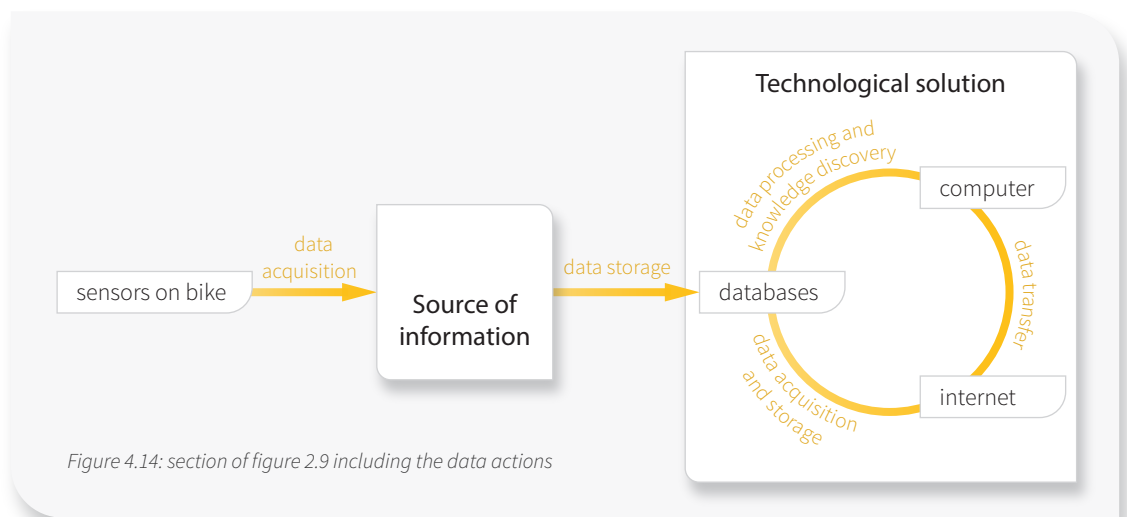 Technological solution
data processing and
knowledge discovery
computer
data
acquisition
data storage
sensors on bike
databases
data transfer
Source of
information
data acquisition
and storage
internet
Figure 4.14: section of figure 2.9 including the data actions